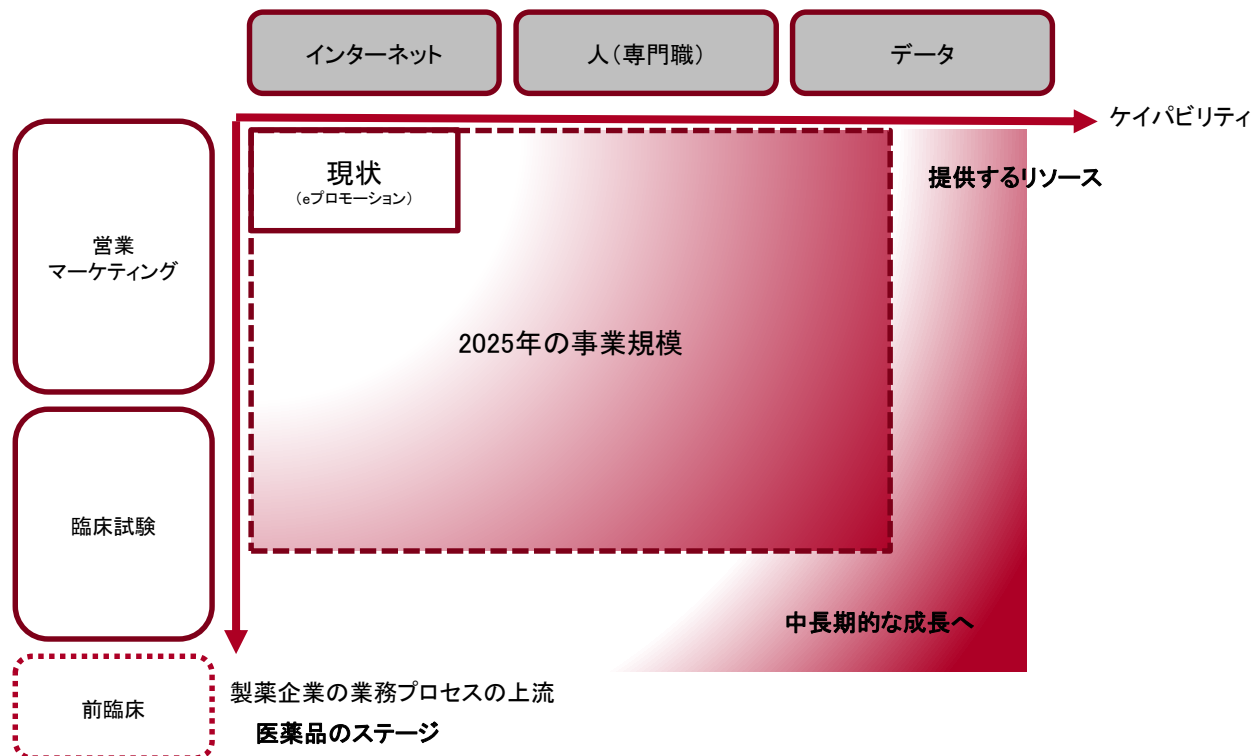 インターネット
人(専門職)
データ
ケイパビリティ
提供するリソース
現状
(eプロモーション)
営業
マーケティング
2025年の事業規模
臨床試験
中長期的な成長へ
前臨床
製薬企業の業務プロセスの上流
医薬品のステージ